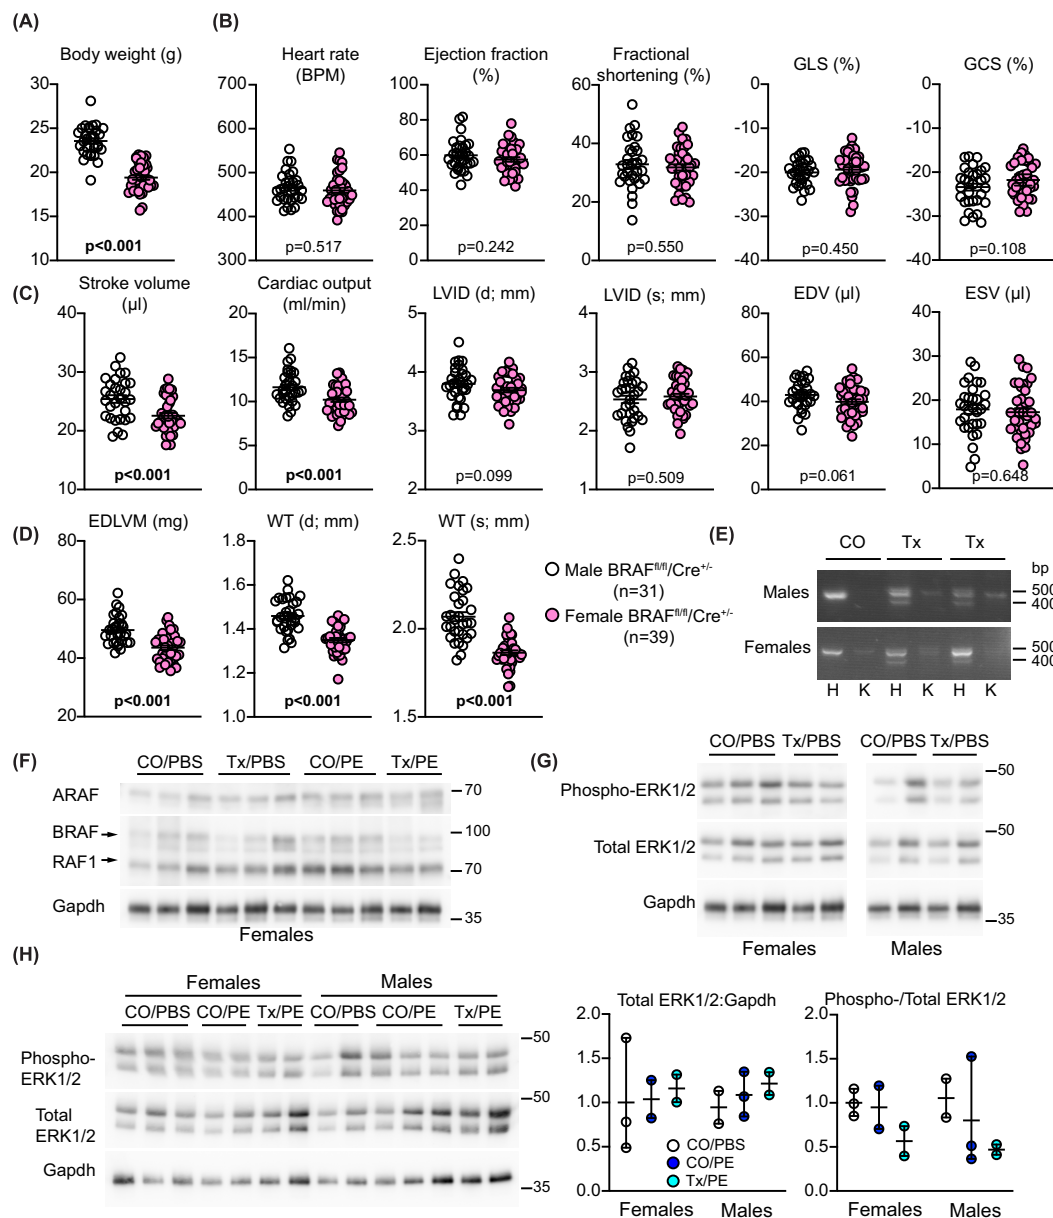 (A)
(B)
Body weight (g)
30
25
20
15
10
p<0.001
Heart rate
(BPM)
700
600
500
400
300
p=0.517
Ejection fraction
(%)
100
80
60
40
20
0
p=0.242
Fractional
shortening (%)
60
40
20
0
p=0.550
GLS (%)
0
-10
-20
-30
-40
p=0.450
GCS (%)
0
-10
-20
-30
-40
p=0.108
(C)
Stroke volume
(µl)
40
30
20
10
p<0.001
Cardiac output
(ml/min)
20
15
10
5
0
p<0.001
LVID (d; mm)
5
4
3
2
1
p=0.099
LVID (s; mm)
5
4
3
2
1
p=0.509
EDV (µl)
80
60
40
20
0
p=0.061
ESV (µl)
40
30
20
10
0
p=0.648
(D)
EDLVM (mg)
80
60
40
20
p<0.001
WT (d; mm)
1.8
1.6
1.4
1.2
1.0
p<0.001
WT (s; mm)
2.5
2.0
1.5
p<0.001
Male BRAFfl/fl/Cre+/-
(n=31)
Female BRAFfl/fl/Cre+/-
(n=39)
(E)
CO Tx Tx
bp
Males
500
400
Females
500
400
H K H K H K
(F)
CO/PBS Tx/PBS CO/PE Tx/PE
ARAF
70
BRAF
100
RAF1
70
Gapdh
35
Females
(G)
CO/PBS Tx/PBS CO/PBS Tx/PBS
Phospho-ERK1/2
50
Total ERK1/2
50
Gapdh
35
Females Males
(H)
Females Males
CO/PBS CO/PE Tx/PE CO/PBS CO/PE Tx/PE
50
Phospho-
ERK1/2
50
Total
ERK1/2
Gapdh
35
Total ERK1/2:Gapdh
2.0
1.5
1.0
0.5
0.0
CO/PBS
CO/PE
Tx/PE
Females Males
Phospho-/Total ERK1/2
2.0
1.5
1.0
0.5
0.0
Females Males